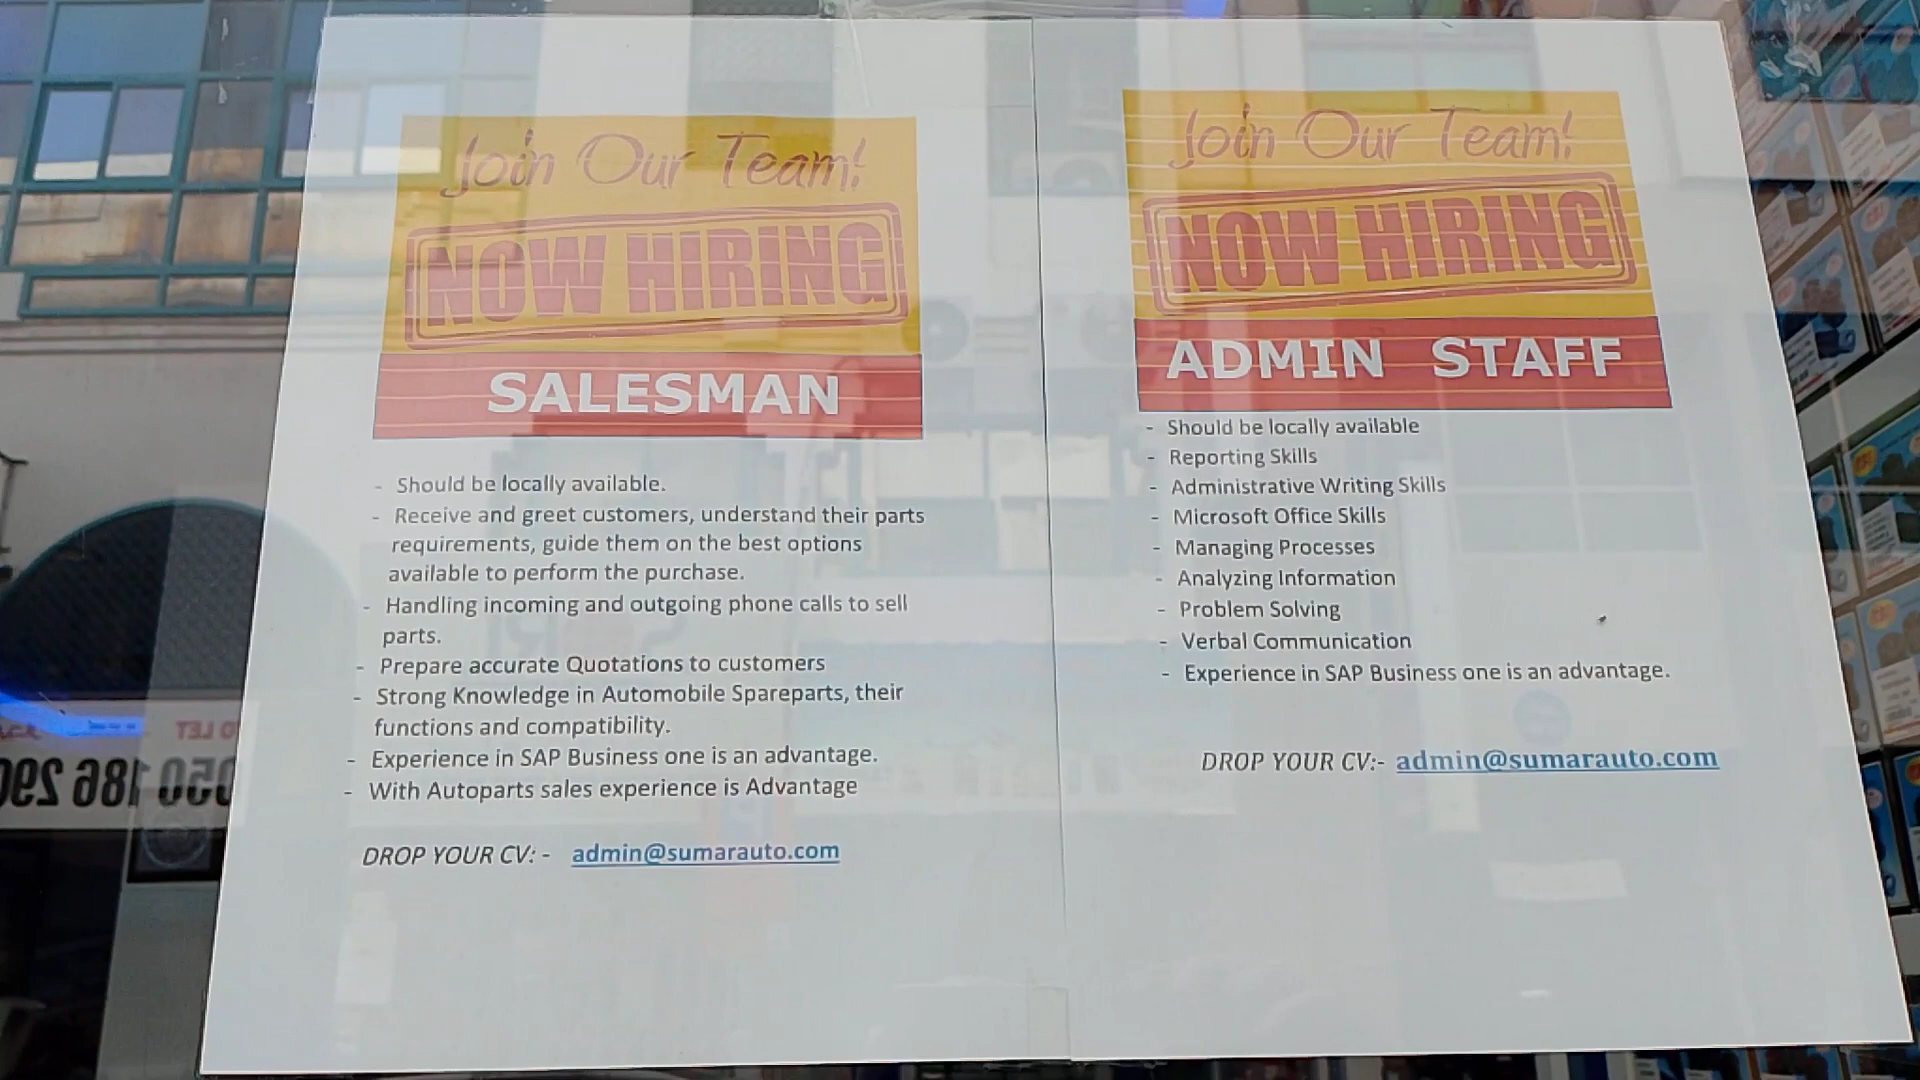 Join Our Team!
NOW HIRING
SALESMAN
- Should be locally available.
- Receive and greet customers, understand their parts
requirements, guide them on the best options
available to perform the purchase.
- Handling incoming and outgoing phone calls to sell
parts.
- Prepare accurate Quotations to customers
- Strong Knowledge in Automobile Spareparts, their
functions and compatibility.
- Experience in SAP Business one is an advantage.
- With Autoparts sales experience is Advantage
DROP YOUR CV: - admin@sumarauto.com
Join Our Team!
NOW HIRING
ADMIN STAFF
- Should be locally available
- Reporting Skills
- Administrative Writing Skills
- Microsoft Office Skills
- Managing Processes
- Analyzing Information
- Problem Solving
- Verbal Communication
- Experience in SAP Business one is an advantage.
DROP YOUR CV:- admin@sumarauto.com
TO LET
050 186 290